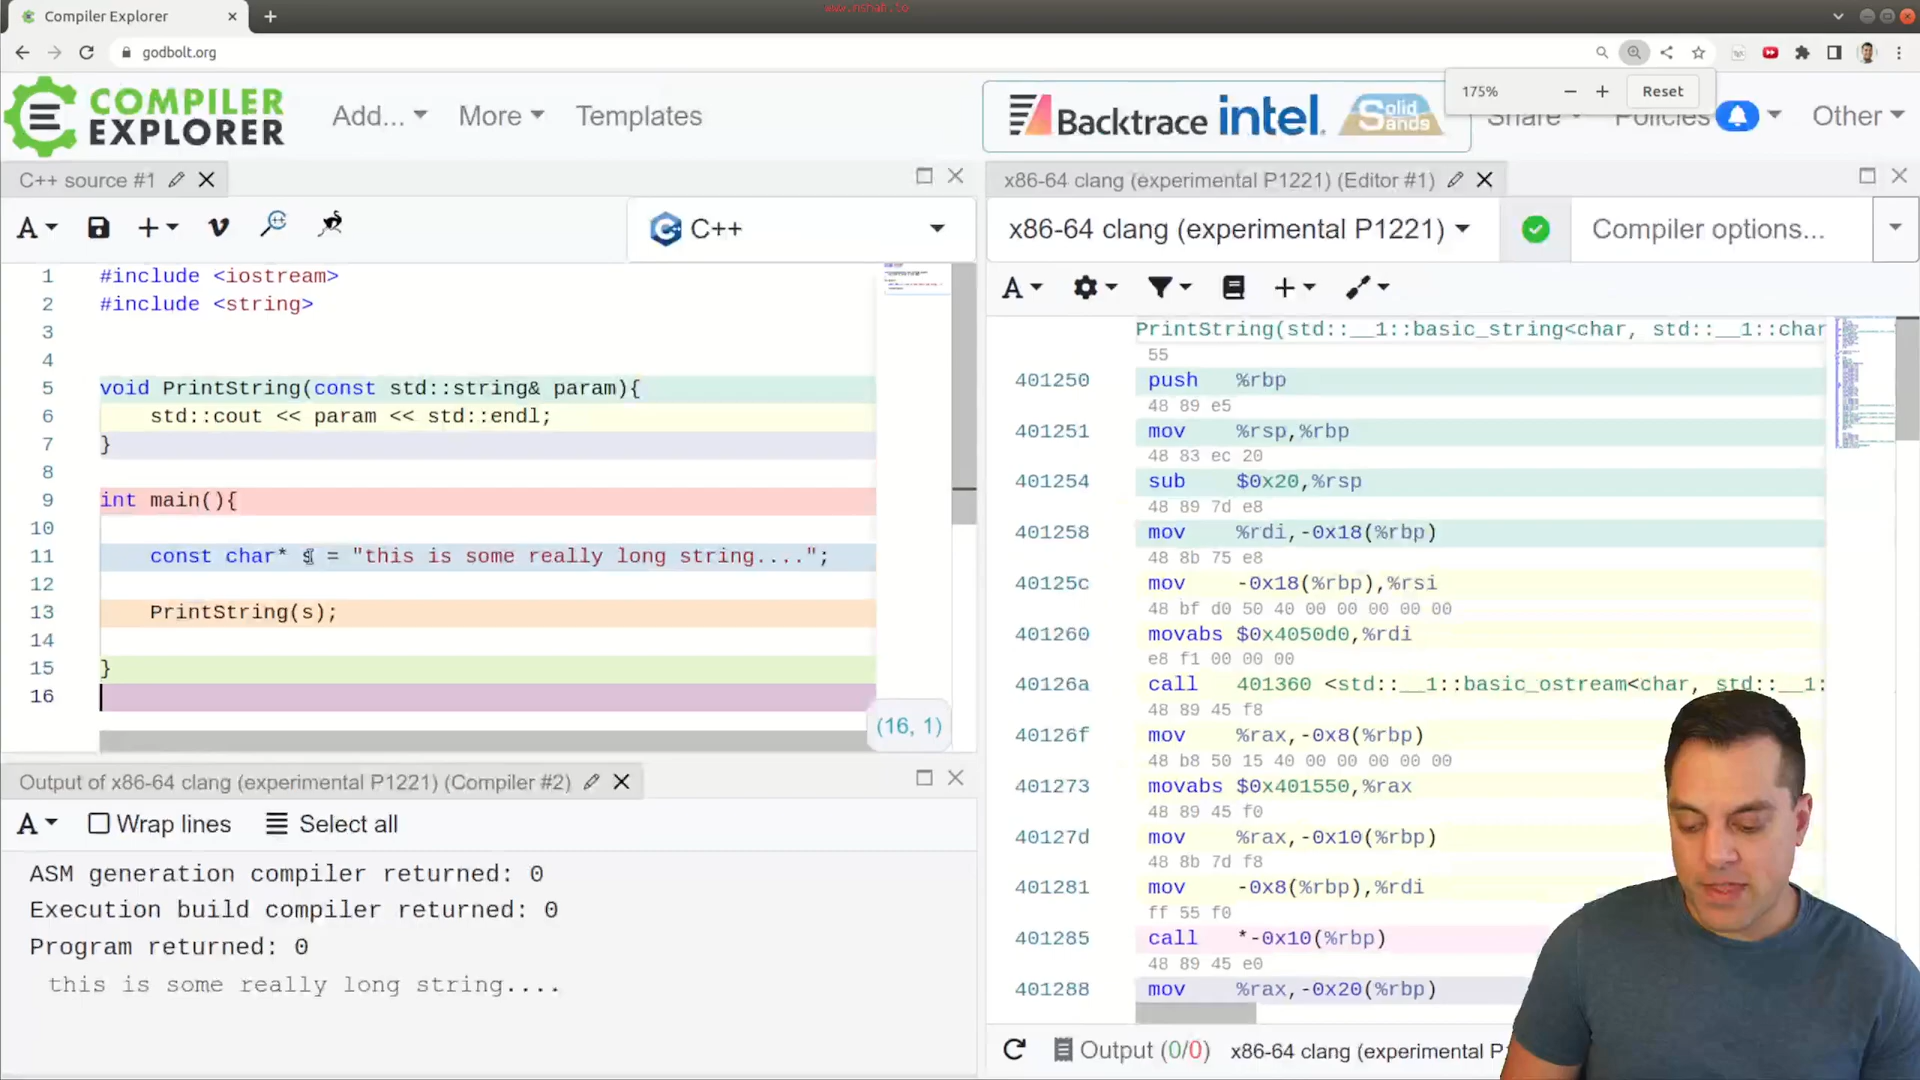 Compiler Explorer
www.nshab.to
godbolt.org
175%
Reset
COMPILER
EXPLORER
Add...
More
Templates
Backtrace
intel.
Solid
Sands
Share
Policies
Other
C++ source #1
C++
1 #include <iostream>
2 #include <string>
3
4
5 void PrintString(const std::string& param){
6 std::cout << param << std::endl;
7 }
8
9 int main(){
10
11 const char* s = "this is some really long string....";
12
13 PrintString(s);
14
15 }
16
(16, 1)
Output of x86-64 clang (experimental P1221) (Compiler #2)
A
Wrap lines
Select all
ASM generation compiler returned: 0
Execution build compiler returned: 0
Program returned: 0
this is some really long string....
x86-64 clang (experimental P1221) (Editor #1)
x86-64 clang (experimental P1221)
Compiler options...
A
PrintString(std::__1::basic_string<char, std::__1::char
55
401250 push %rbp
48 89 e5
401251 mov %rsp,%rbp
48 83 ec 20
401254 sub $0x20,%rsp
48 89 7d e8
401258 mov %rdi,-0x18(%rbp)
48 8b 75 e8
40125c mov -0x18(%rbp),%rsi
48 bf d0 50 40 00 00 00 00 00
401260 movabs $0x4050d0,%rdi
e8 f1 00 00 00
40126a call 401360 <std::__1::basic_ostream<char, std::__1:
48 89 45 f8
40126f mov %rax,-0x8(%rbp)
48 b8 50 15 40 00 00 00 00 00
401273 movabs $0x401550,%rax
48 89 45 f0
40127d mov %rax,-0x10(%rbp)
48 8b 7d f8
401281 mov -0x8(%rbp),%rdi
ff 55 f0
401285 call *-0x10(%rbp)
48 89 45 e0
401288 mov %rax,-0x20(%rbp)
Output (0/0) x86-64 clang (experimental P